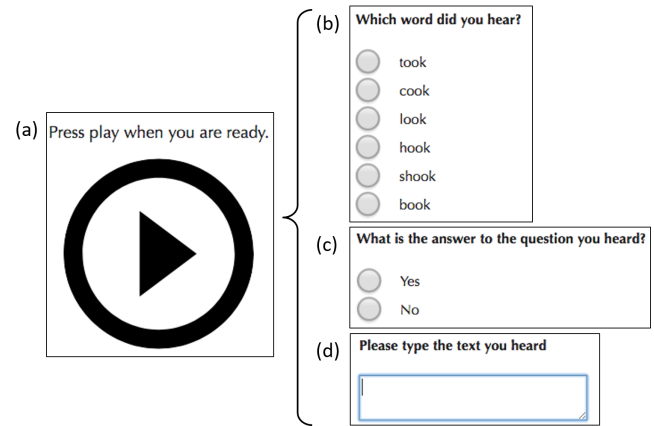 (a)
Press play when you are ready.
(b)
Which word did you hear?
took
cook
look
hook
shook
book
(c)
What is the answer to the question you heard?
Yes
No
(d)
Please type the text you heard